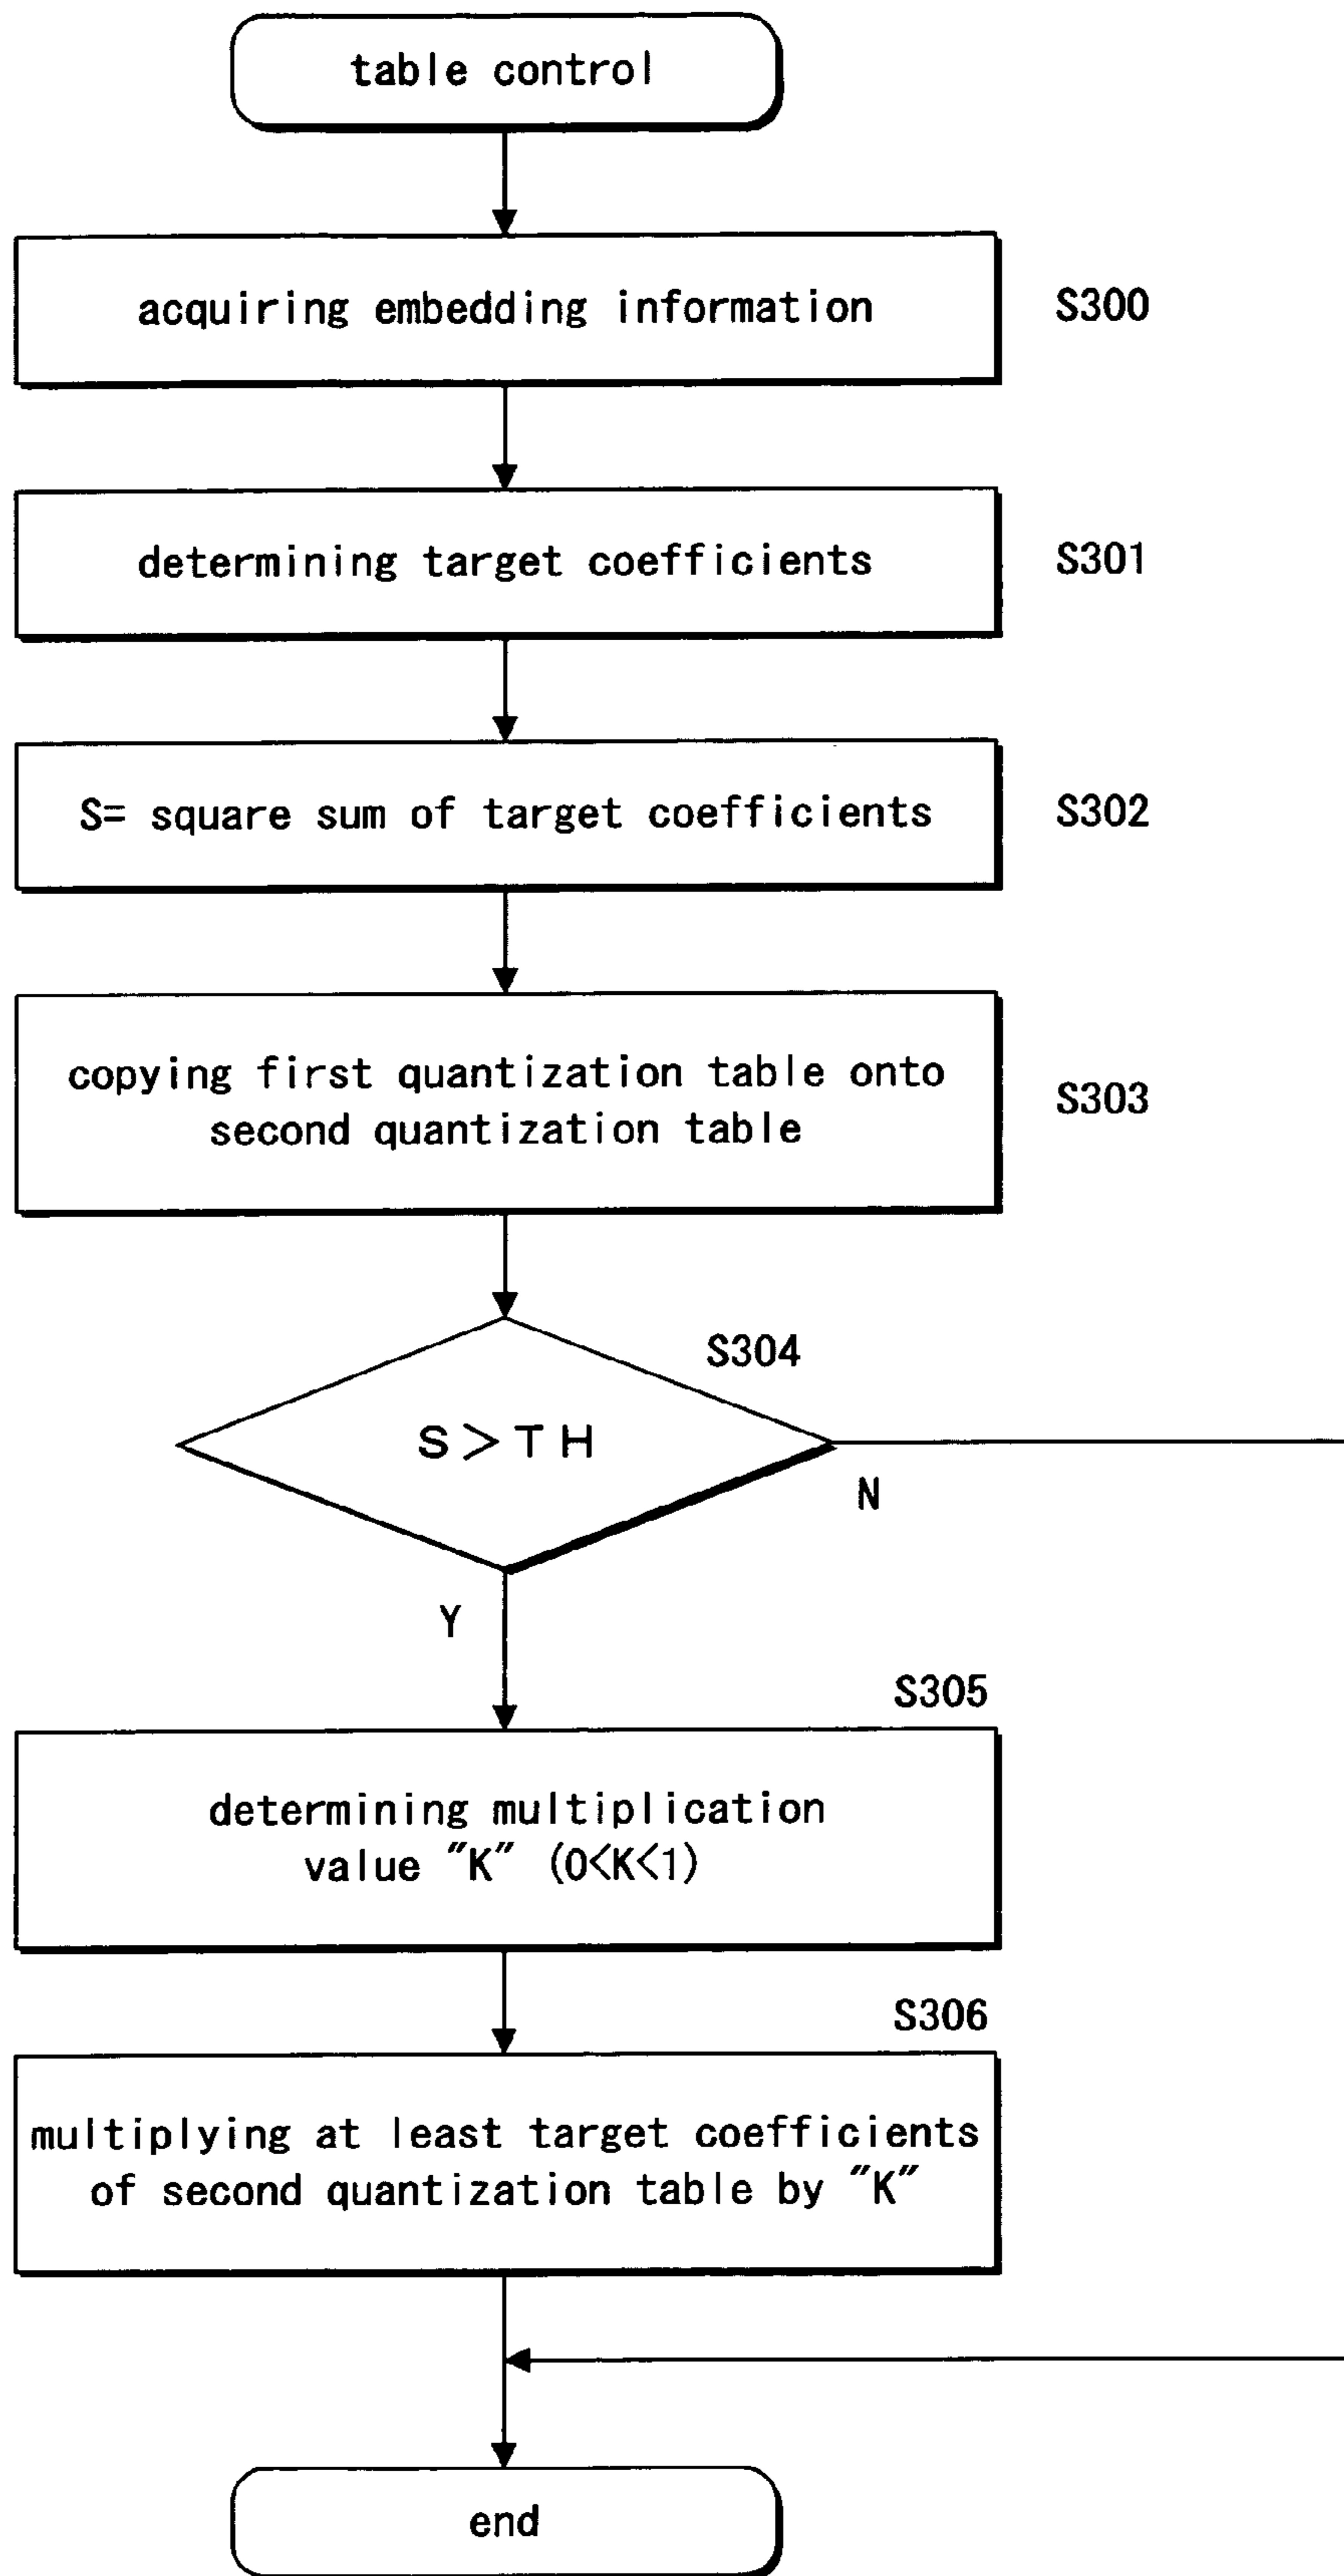 table control
acquiring embedding information
S300
determining target coefficients
S301
S= square sum of target coefficients
S302
copying first quantization table onto
second quantization table
S303
S304
S>TH
N
Y
S305
determining multiplication
value "K" (0<K<1)
S306
multiplying at least target coefficients
of second quantization table by "K"
end